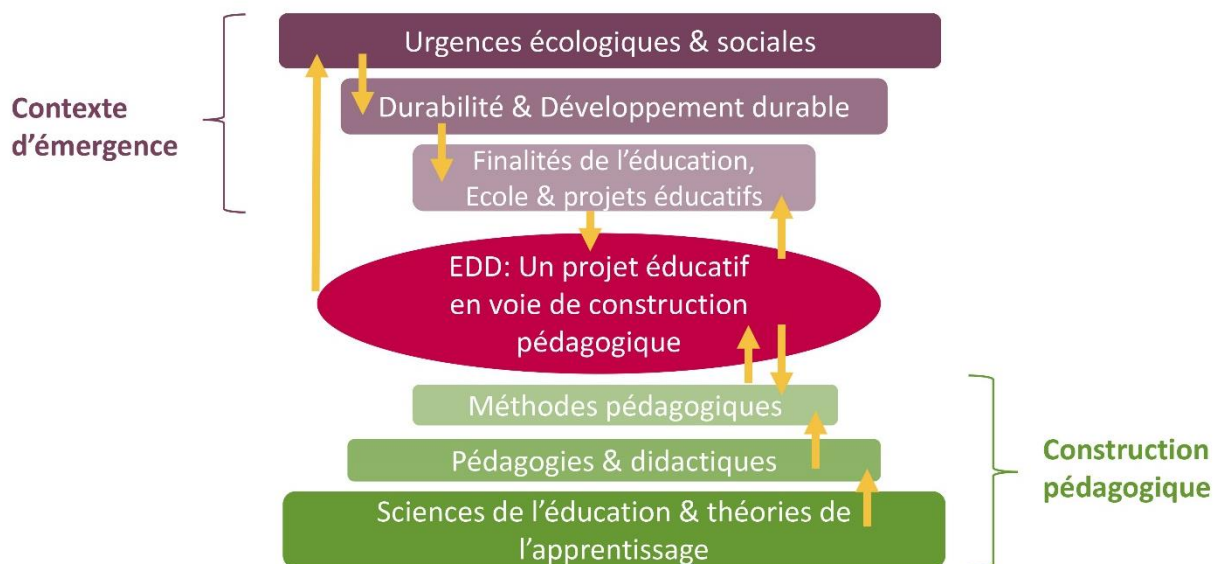 Urgences écologiques & sociales
Durabilité & Développement durable
Contexte
d’émergence
Finalités de l’éducation,
Ecole & projets éducatifs
EDD: Un projet éducatif
en voie de construction
pédagogique
Méthodes pédagogiques
Pédagogies & didactiques
Construction
pédagogique
Sciences de l’éducation & théories de
l’apprentissage